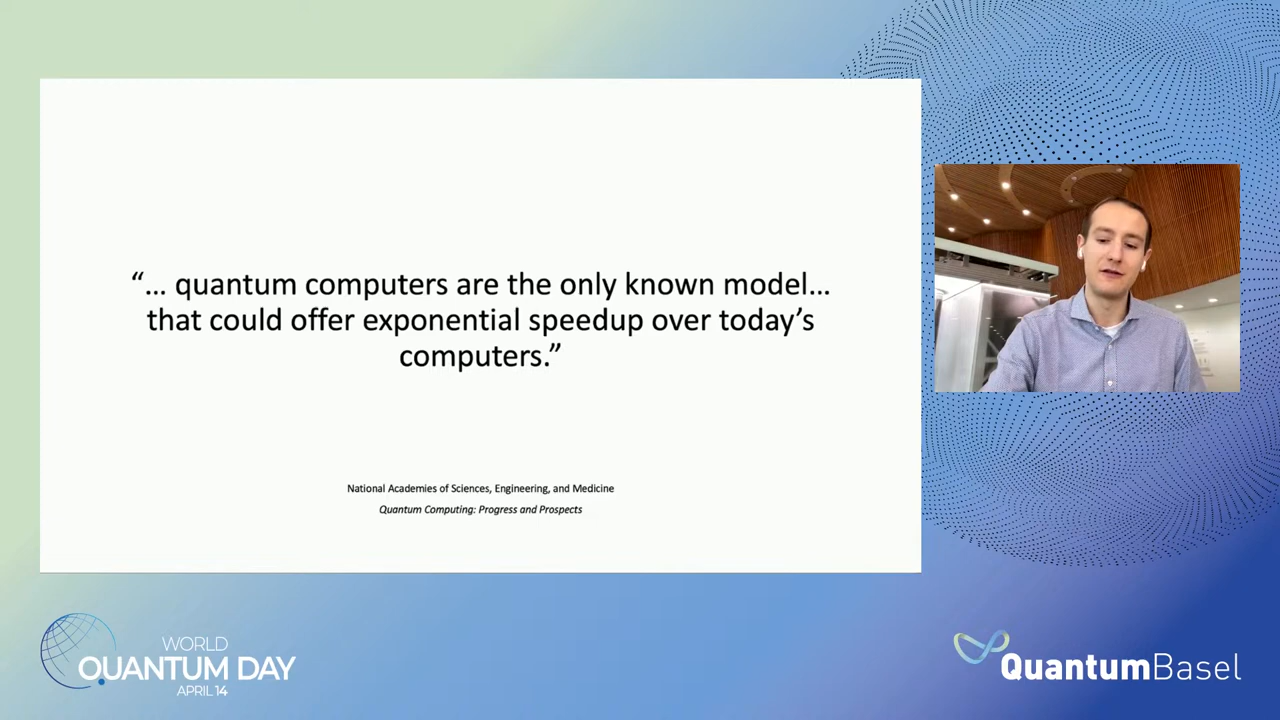 “... quantum computers are the only known model...
that could offer exponential speedup over today’s
computers.”
National Academies of Sciences, Engineering, and Medicine
Quantum Computing: Progress and Prospects
WORLD
QUANTUM DAY
APRIL 14
QuantumBasel